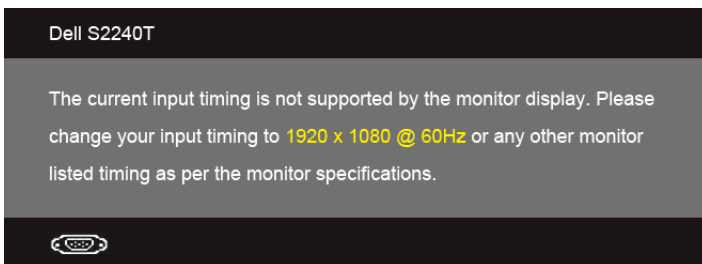 Dell S2240T
The current input timing is not supported by the monitor display. Please
change your input timing to 1920 x 1080 @ 60Hz or any other monitor
listed timing as per the monitor specifications.